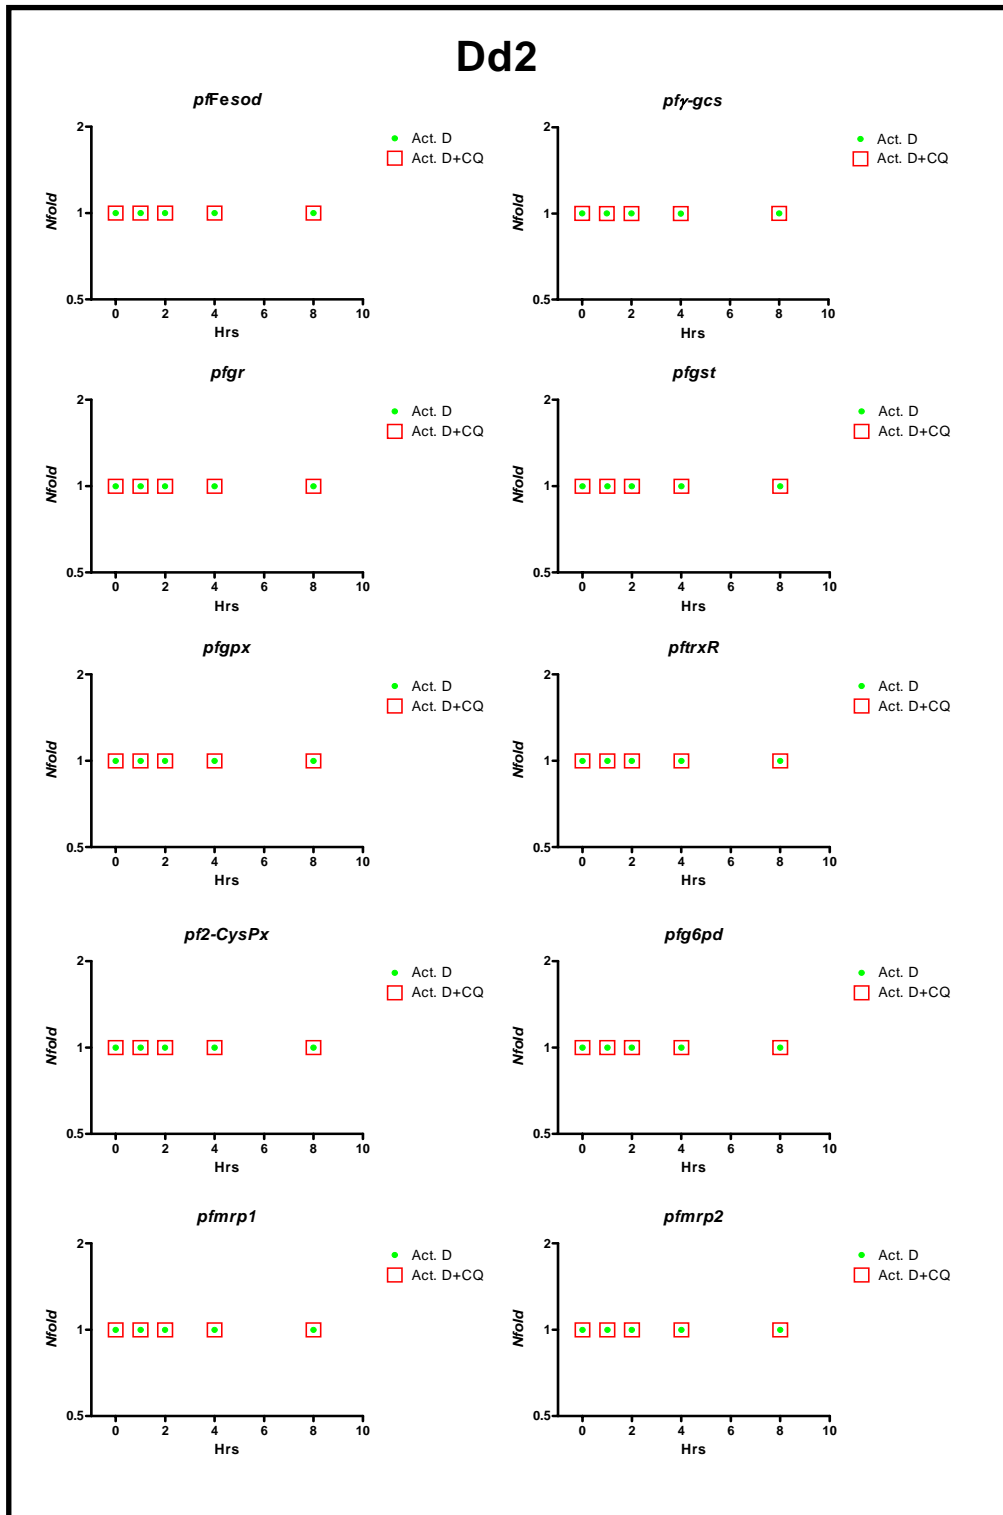 Dd2
pfFesod
2
1
0.5
Nfold
0 2 4 6 8 10
Hrs
Act. D
Act. D+CQ
pfγ-gcs
2
1
0.5
Nfold
0 2 4 6 8 10
Hrs
Act. D
Act. D+CQ
pfgr
2
1
0.5
Nfold
0 2 4 6 8 10
Hrs
Act. D
Act. D+CQ
pfgst
2
1
0.5
Nfold
0 2 4 6 8 10
Hrs
Act. D
Act. D+CQ
pfgpx
2
1
0.5
Nfold
0 2 4 6 8 10
Hrs
Act. D
Act. D+CQ
pftrxR
2
1
0.5
Nfold
0 2 4 6 8 10
Hrs
Act. D
Act. D+CQ
pf2-CysPx
2
1
0.5
Nfold
0 2 4 6 8 10
Hrs
Act. D
Act. D+CQ
pfg6pd
2
1
0.5
Nfold
0 2 4 6 8 10
Hrs
Act. D
Act. D+CQ
pfmrp1
2
1
0.5
Nfold
0 2 4 6 8 10
Hrs
Act. D
Act. D+CQ
pfmrp2
2
1
0.5
Nfold
0 2 4 6 8 10
Hrs
Act. D
Act. D+CQ